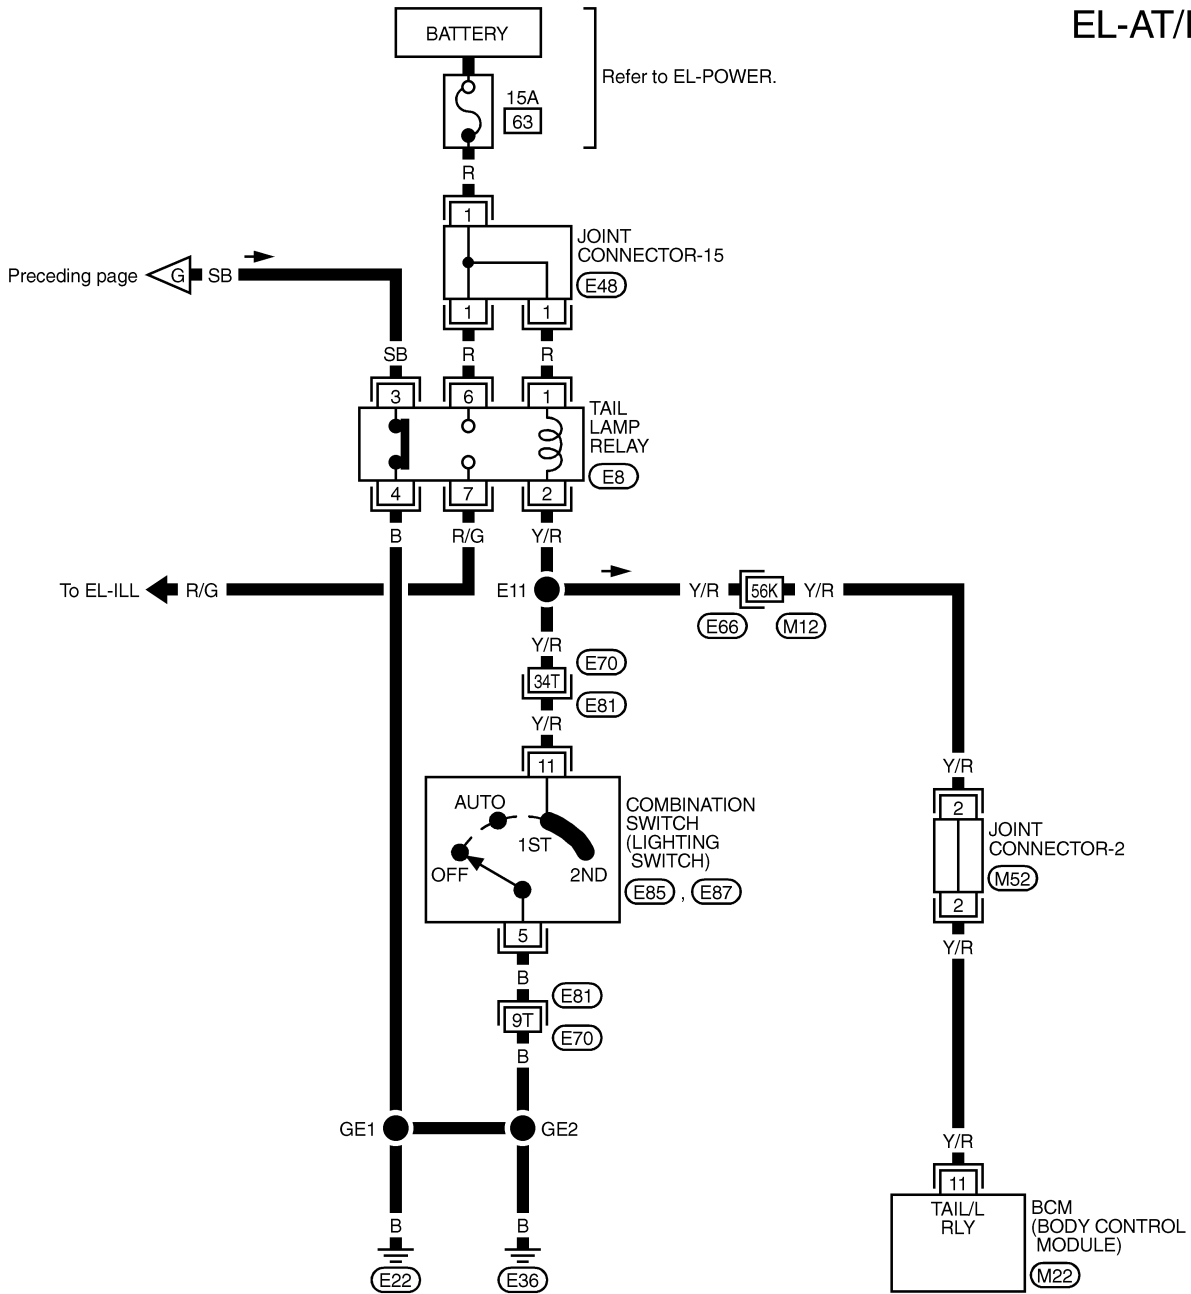 EL-AT/I
BATTERY
Refer to EL-POWER.
15A
63
R
1
JOINT
CONNECTOR-15
E48
Preceding page G SB
1 1
SB R R
3 6 1
TAIL
LAMP
RELAY
E8
4 7 2
B R/G Y/R
To EL-ILL R/G E11 Y/R 56K Y/R
E66 M12
Y/R
E70
34T
E81
Y/R
11
Y/R
2
AUTO
1ST
OFF
2ND
COMBINATION
SWITCH
(LIGHTING
SWITCH)
E85 , E87
JOINT
CONNECTOR-2
M52
2
5
Y/R
B
E81
9T
E70
B
GE1 GE2
Y/R
11
TAIL/L
RLY
BCM
(BODY CONTROL
MODULE)
M22
B B
E22 E36